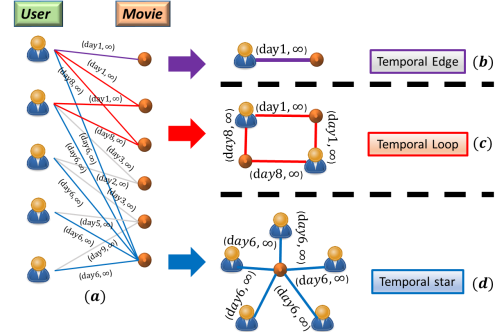 User
Movie
(day1, ∞)
(day1, ∞)
(day8, ∞)
(day1, ∞)
(day8, ∞)
(day6, ∞)
(day3, ∞)
(day2, ∞)
(day6, ∞)
(day3, ∞)
(day5, ∞)
(day6, ∞)
(day9, ∞)
(day6, ∞)
(a)
(day1, ∞)
Temporal Edge
(b)
(day1, ∞)
(day8, ∞)
(day1, ∞)
(day8, ∞)
Temporal Loop
(c)
(day6, ∞)
(day6, ∞)
(day6, ∞)
(day6, ∞)
(day6, ∞)
Temporal star
(d)